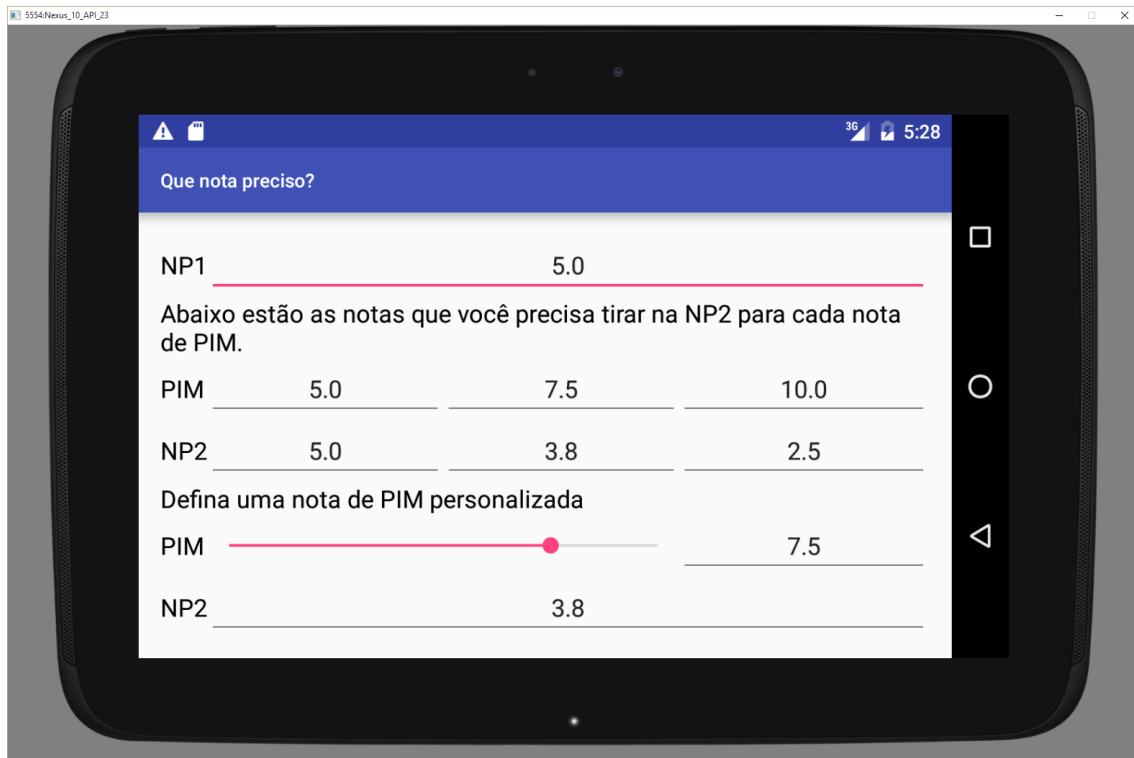 5554:Nexus_10_API_23
3G 5:28
Que nota preciso?
NP1 5.0
Abaixo estão as notas que você precisa tirar na NP2 para cada nota
de PIM.
PIM 5.0 7.5 10.0
NP2 5.0 3.8 2.5
Defina uma nota de PIM personalizada
PIM 7.5
NP2 3.8